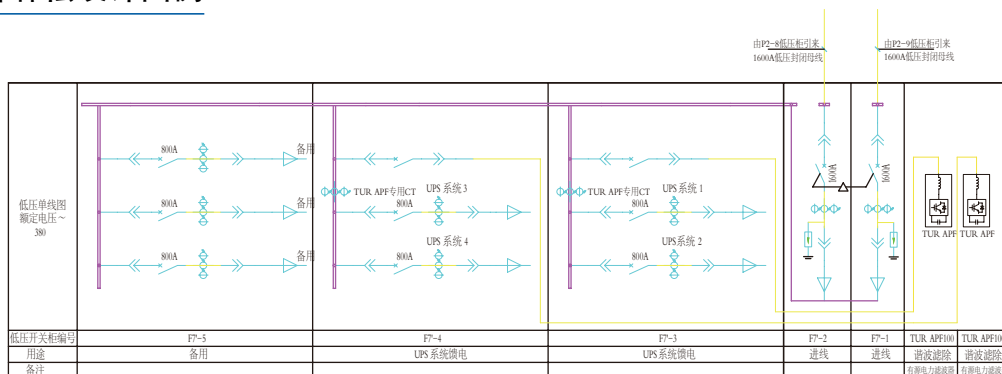 由P2-8低压柜引来
1600A低压封闭母线
由P2-9低压柜引来
1600A低压封闭母线
低压单线图
额定电压～
380
800A
备用
800A
备用
800A
备用
TUR APF专用CT
UPS 系统 3
800A
UPS 系统 4
800A
TUR APF专用CT
UPS 系统 1
800A
UPS 系统 2
800A
1600A
1600A
TUR APF
TUR APF
低压开关柜编号
F7'-5
F7'-4
F7'-3
F7'-2
F7'-1
TUR APF100
TUR APF10
用途
备用
UPS 系统馈电
UPS 系统馈电
进线
进线
谐波滤除
谐波滤除
备注
有源电力滤波器
有源电力滤波